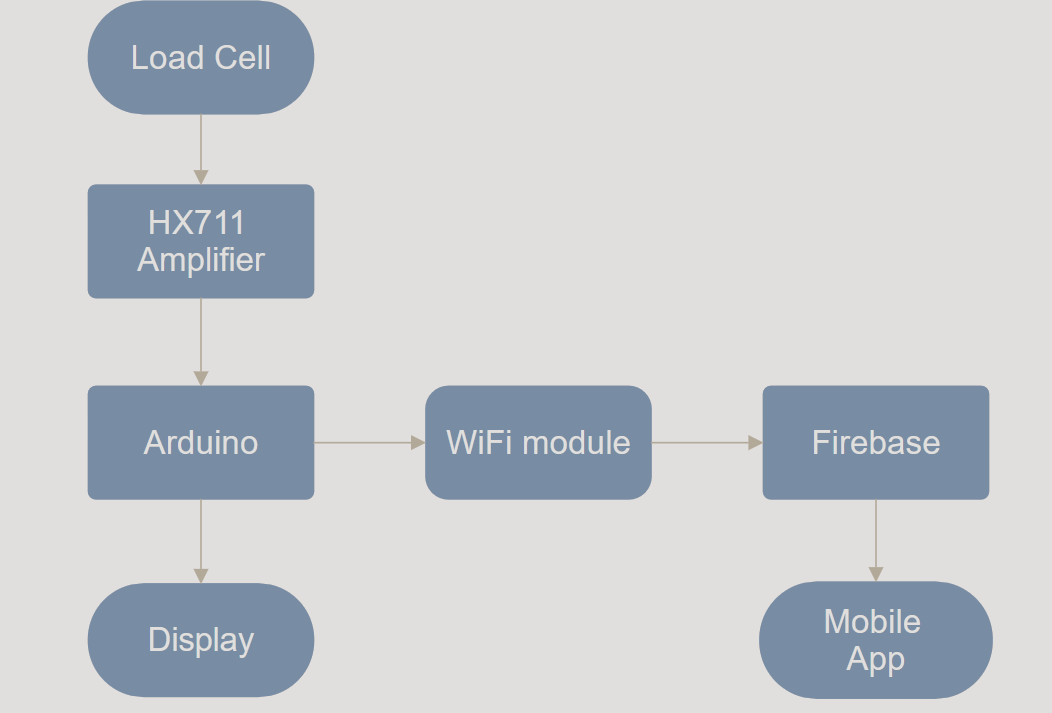 Load Cell
HX711
Amplifier
Arduino
WiFi module
Firebase
Display
Mobile
App